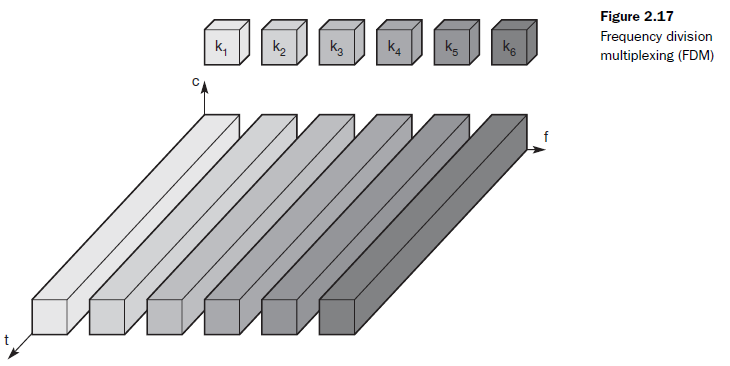 Figure 2.17
Frequency division
multiplexing (FDM)
k1 k2 k3 k4 k5 k6
c
f
t